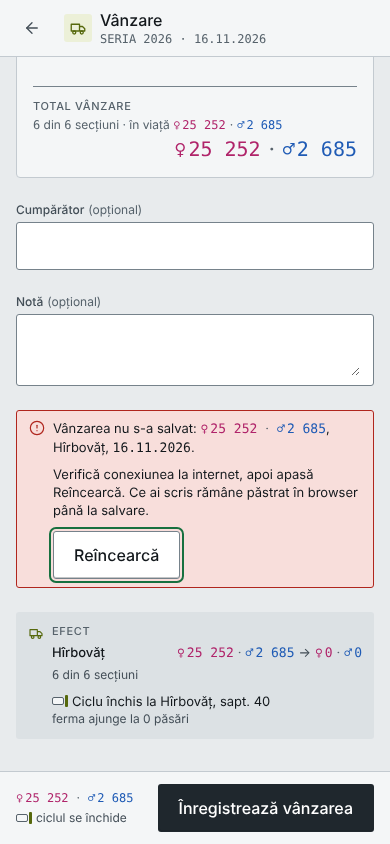 Vânzare
SERIA 2026 · 16.11.2026
TOTAL VÂNZARE
6 din 6 secțiuni · în viață ♀25 252 · ♂2 685
♀25 252 · ♂2 685
Cumpărător (opțional)
Notă (opțional)
Vânzarea nu s-a salvat: ♀25 252 · ♂2 685,
Hîrbovăț, 16.11.2026.
Verifică conexiunea la internet, apoi apasă
Reîncearcă. Ce ai scris rămâne păstrat în browser
până la salvare.
Reîncearcă
EFECT
Hîrbovăț ♀25 252 · ♂2 685 → ♀0 · ♂0
6 din 6 secțiuni
Ciclu închis la Hîrbovăț, sapt. 40
ferma ajunge la 0 păsări
♀25 252 · ♂2 685
ciclul se închide
Înregistrează vânzarea